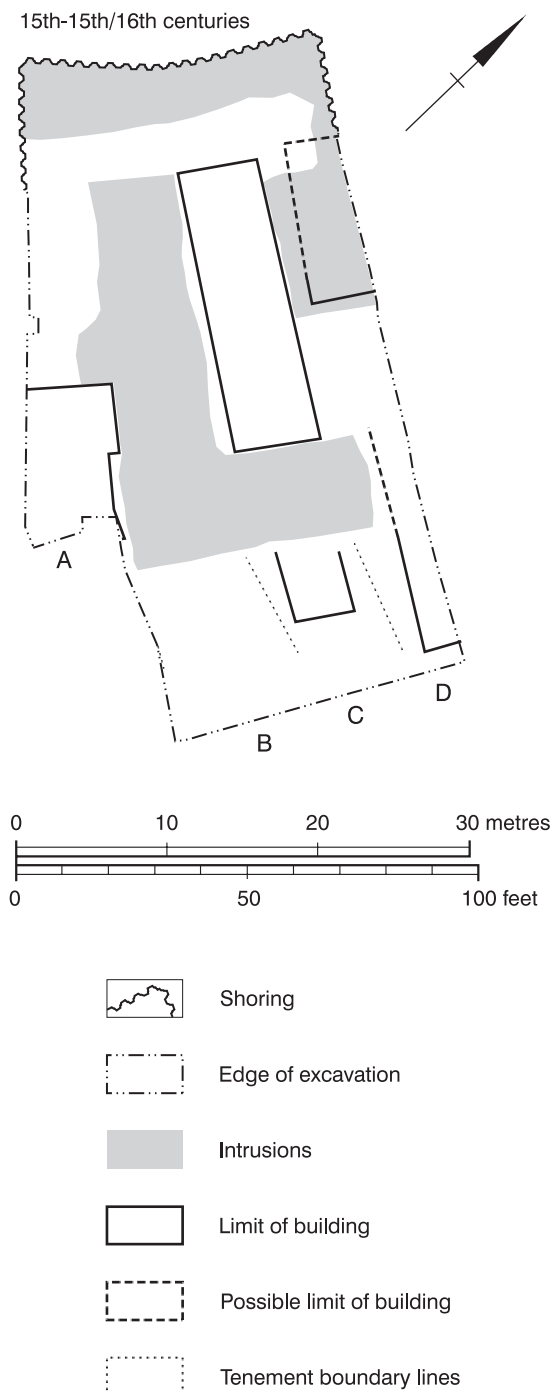 15th-15th/16th centuries
A
B
C
D
0 10 20 30 metres
0 50 100 feet
Shoring
Edge of excavation
Intrusions
Limit of building
Possible limit of building
Tenement boundary lines